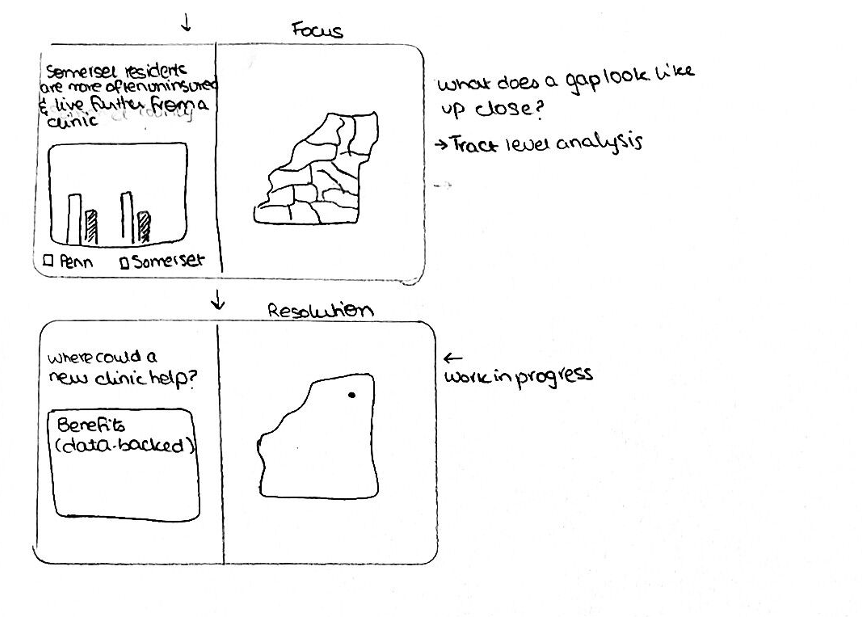 Focus
Somerset residents
are more often uninsured
& live further from a
clinic
Penn
Somerset
what does a gap look like
up close?
→ Tract level analysis
Resolution
where could a
new clinic help?
Benefits
(data-backed)
←
work in progress